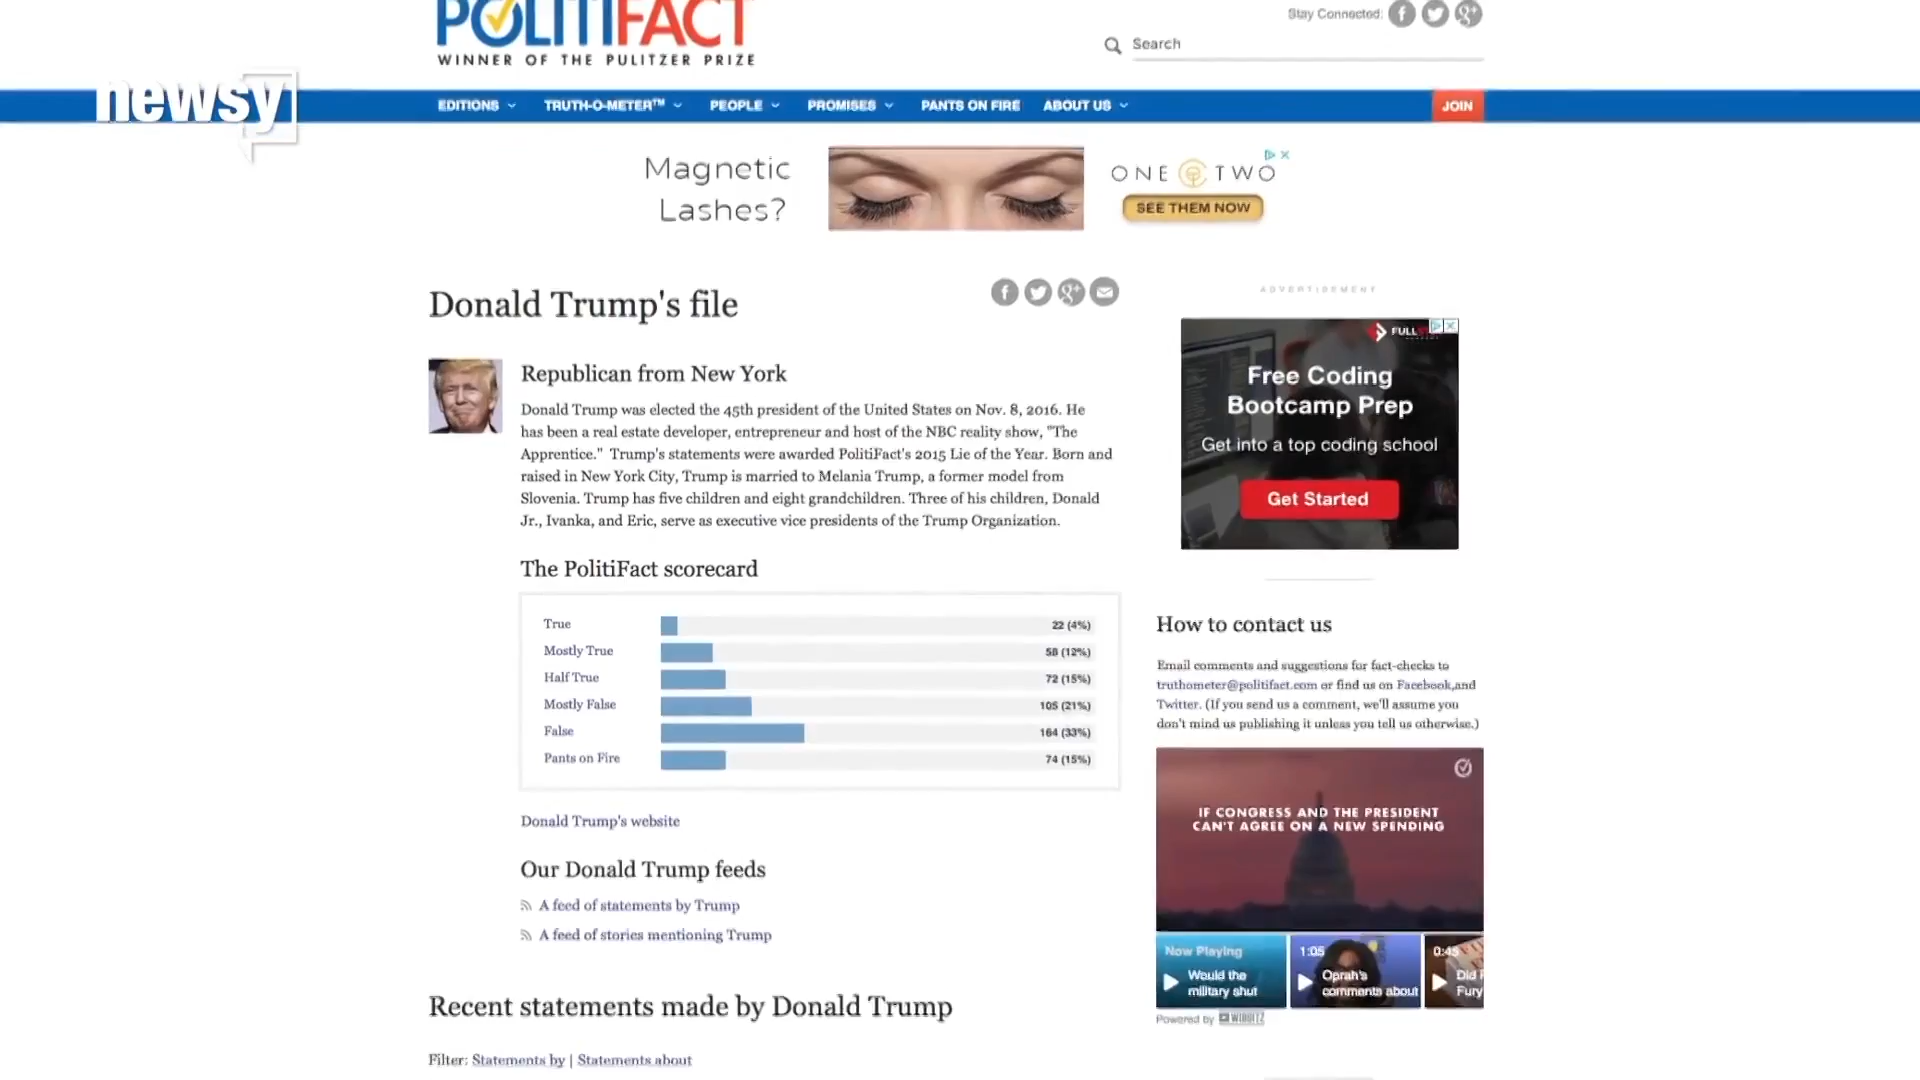 POLITIFACT
WINNER OF THE PULITZER PRIZE
Stay Connected:
Search
newsy
EDITIONS
TRUTH-O-METER™
PEOPLE
PROMISES
PANTS ON FIRE
ABOUT US
JOIN
Magnetic
Lashes?
ONE TWO
SEE THEM NOW
Donald Trump's file
ADVERTISEMENT
Republican from New York
Donald Trump was elected the 45th president of the United States on Nov. 8, 2016. He
has been a real estate developer, entrepreneur and host of the NBC reality show, "The
Apprentice." Trump's statements were awarded PolitiFact's 2015 Lie of the Year. Born and
raised in New York City, Trump is married to Melania Trump, a former model from
Slovenia. Trump has five children and eight grandchildren. Three of his children, Donald
Jr., Ivanka, and Eric, serve as executive vice presidents of the Trump Organization.
Free Coding
Bootcamp Prep
Get into a top coding school
Get Started
The PolitiFact scorecard
True 22 (4%)
Mostly True 58 (12%)
Half True 72 (15%)
Mostly False 105 (21%)
False 164 (33%)
Pants on Fire 74 (15%)
Donald Trump's website
Our Donald Trump feeds
A feed of statements by Trump
A feed of stories mentioning Trump
Recent statements made by Donald Trump
Filter: Statements by | Statements about
How to contact us
Email comments and suggestions for fact-checks to
truthometer@politifact.com or find us on Facebook,and
Twitter. (If you send us a comment, we'll assume you
don't mind us publishing it unless you tell us otherwise.)
IF CONGRESS AND THE PRESIDENT
CAN'T AGREE ON A NEW SPENDING
Now Playing
Would the
military shut
1:05
Oprah's
comments about
0:45
Did
Fury
Powered by WIBBITZ